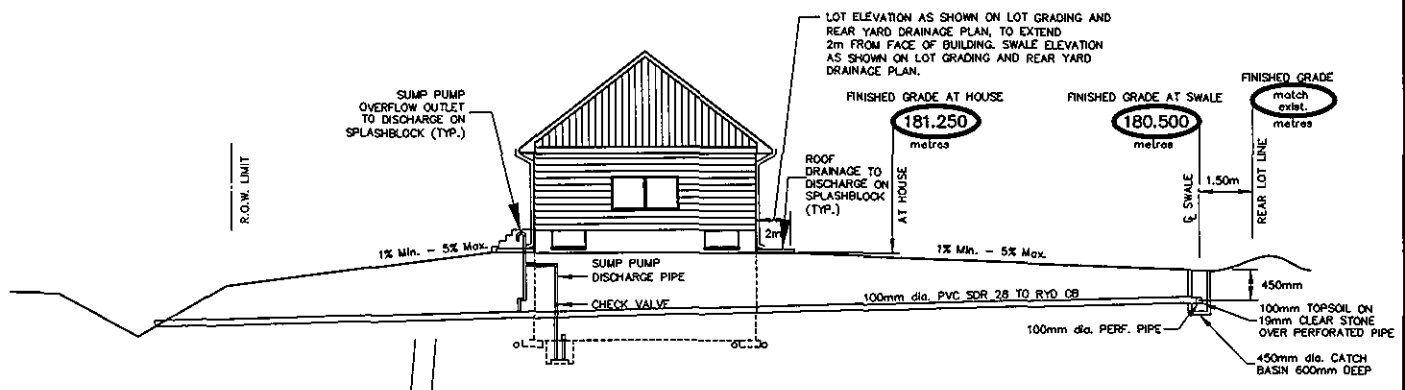 LOT ELEVATION AS SHOWN ON LOT GRADING AND
REAR YARD DRAINAGE PLAN, TO EXTEND
2m FROM FACE OF BUILDING. SWALE ELEVATION
AS SHOWN ON LOT GRADING AND REAR YARD
DRAINAGE PLAN.
SUMP PUMP
OVERFLOW OUTLET
TO DISCHARGE ON
SPLASHBLOCK (TYP.)
FINISHED GRADE AT HOUSE
181.250
metres
FINISHED GRADE AT SWALE
180.500
metres
FINISHED GRADE
match
exist.
metres
R.O.W. LIMIT
ROOF
DRAINAGE TO
DISCHARGE ON
SPLASHBLOCK
(TYP.)
2m
AT HOUSE
℄ SWALE
1.50m
REAR LOT LINE
1% Min. - 5% Max.
1% Min. - 5% Max.
SUMP PUMP
DISCHARGE PIPE
CHECK VALVE
100mm dia. PVC SDR 28 TO RYD CB
450mm
100mm dia. PERF. PIPE
100mm TOPSOIL ON
19mm CLEAR STONE
OVER PERFORATED PIPE
450mm dia. CATCH
BASIN 600mm DEEP